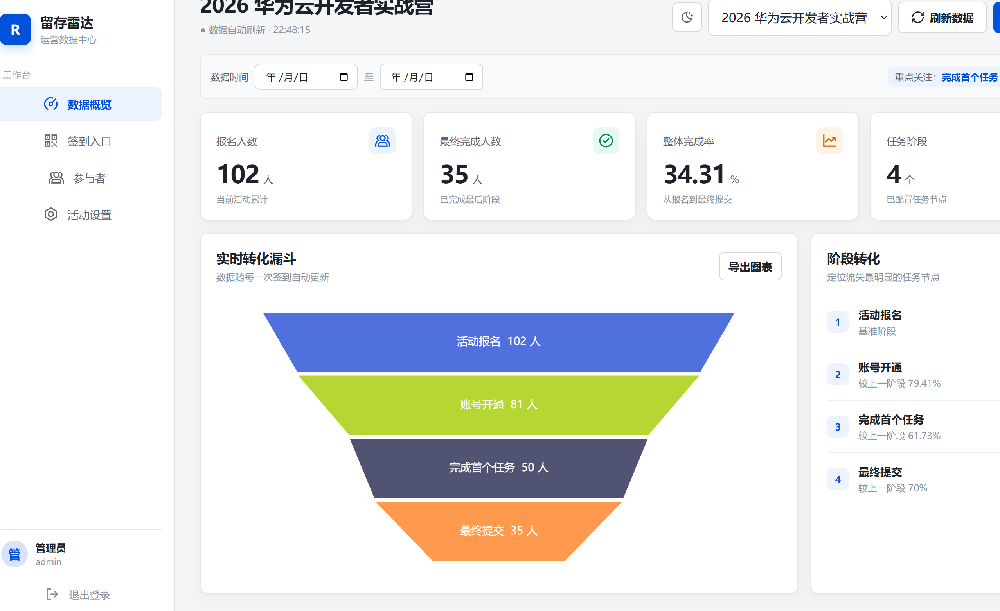 R
留存雷达
运营数据中心
工作台
数据概览
签到入口
参与者
活动设置
管
管理员
admin
退出登录
2026 华为云开发者实战营
数据自动刷新 · 22:48:15
2026 华为云开发者实战营
刷新数据
数据时间
年 /月/日
至
年 /月/日
重点关注：完成首个任务
报名人数
102 人
当前活动累计
最终完成人数
35 人
已完成最后阶段
整体完成率
34.31 %
从报名到最终提交
任务阶段
4 个
已配置任务节点
实时转化漏斗
数据随每一次签到自动更新
导出图表
活动报名 102 人
账号开通 81 人
完成首个任务 50 人
最终提交 35 人
阶段转化
定位流失最明显的任务节点
1
活动报名
基准阶段
2
账号开通
较上一阶段 79.41%
3
完成首个任务
较上一阶段 61.73%
4
最终提交
较上一阶段 70%